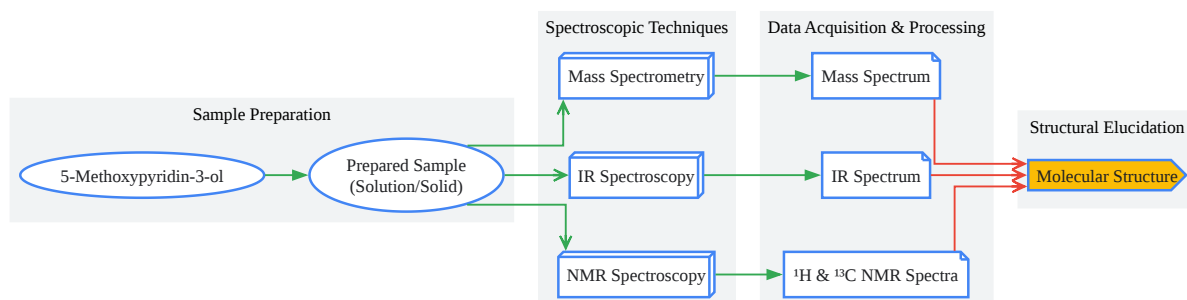 Sample Preparation
5-Methoxypyridin-3-ol
Prepared Sample
(Solution/Solid)
Spectroscopic Techniques
Mass Spectrometry
IR Spectroscopy
NMR Spectroscopy
Data Acquisition & Processing
Mass Spectrum
IR Spectrum
¹H & ¹³C NMR Spectra
Structural Elucidation
Molecular Structure